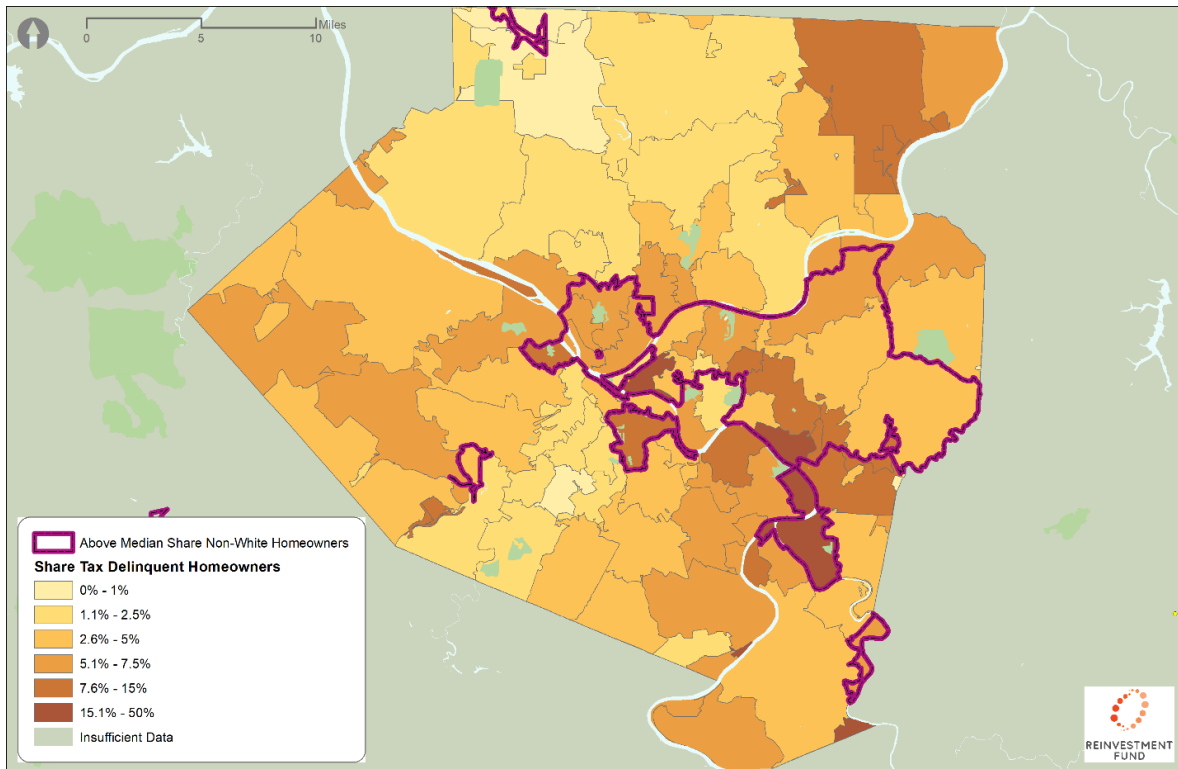 Miles
0 5 10
Above Median Share Non-White Homeowners
Share Tax Delinquent Homeowners
0% - 1%
1.1% - 2.5%
2.6% - 5%
5.1% - 7.5%
7.6% - 15%
15.1% - 50%
Insufficient Data
REINVESTMENT
FUND